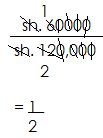 1
sh. 60000
sh. 120,000
2
= 1
2